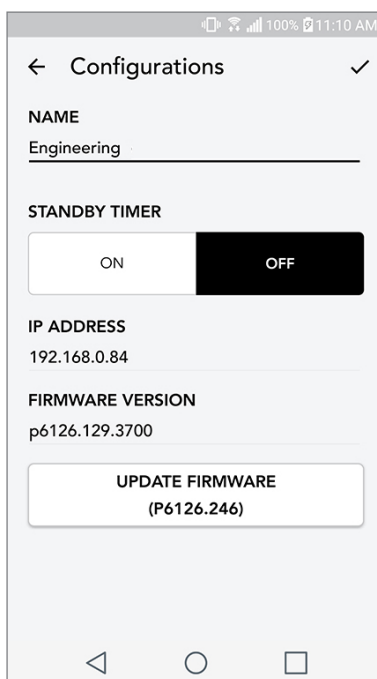 100% 11:10 AM
Configurations
NAME
Engineering
STANDBY TIMER
ON OFF
IP ADDRESS
192.168.0.84
FIRMWARE VERSION
p6126.129.3700
UPDATE FIRMWARE
(P6126.246)